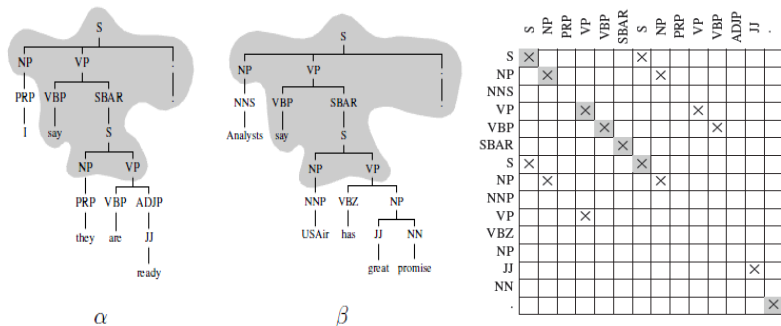 S
NP VP .
PRP VBP SBAR .
I say S
NP VP
PRP VBP ADJP
they are JJ
ready
α
S
NP VP .
NNS VBP SBAR .
Analysts say S
NP VP
NNP VBZ NP
USAir has JJ NN
great promise
β
S NP PRP VP VBP SBAR S NP PRP VP VBP ADJP JJ .
S × ×
NP × ×
NNS
VP × ×
VBP × ×
SBAR ×
S × ×
NP × ×
NNP
VP ×
VBZ
NP
JJ ×
NN
. ×